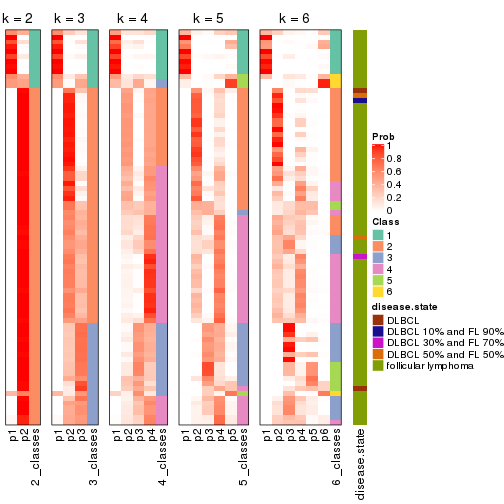 k = 2 k = 3 k = 4 k = 5 k = 6
Prob
1
0.8
0.6
0.4
0.2
0
Class
1
2
3
4
5
6
disease.state
DLBCL
DLBCL 10% and FL 90%
DLBCL 30% and FL 70%
DLBCL 50% and FL 50%
follicular lymphoma
p1 p2 2_classes p1 p2 p3 3_classes p1 p2 p3 p4 4_classes p1 p2 p3 p4 p5 5_classes p1 p2 p3 p4 p5 p6 6_classes disease.state